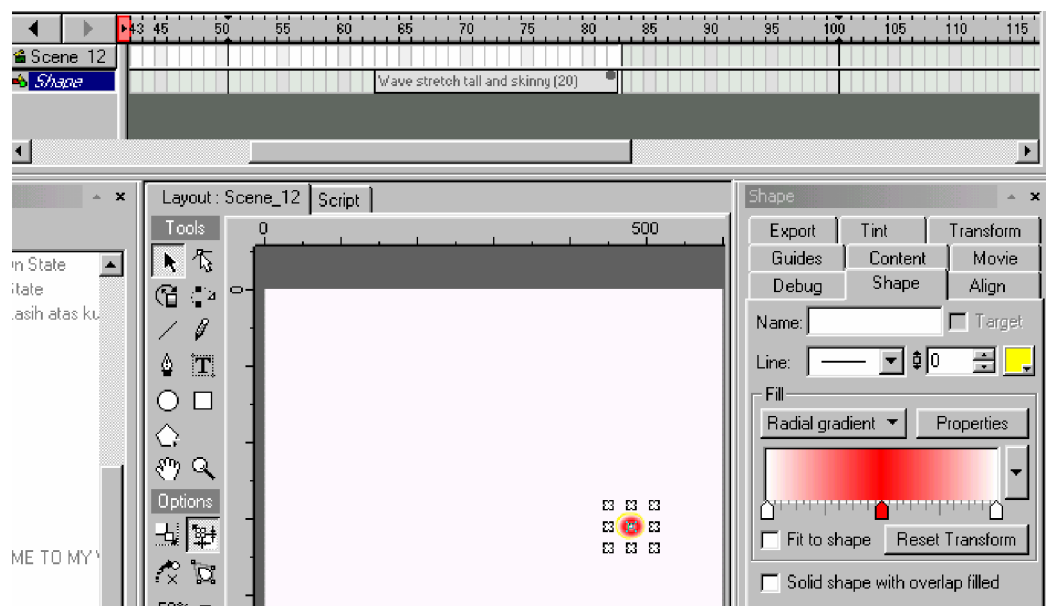 43 45 50 55 60 65 70 75 80 85 90 95 100 105 110 115
Scene_12
Shape
Wave stretch tall and skinny (20)
Layout : Scene_12 Script
Tools
0 500
0
Options
n State
tate
asih atas ku
ME TO MY
Shape
Export Tint Transform
Guides Content Movie
Debug Shape Align
Name: Target
Line: 0
Fill
Radial gradient Properties
Fit to shape Reset Transform
Solid shape with overlap filled